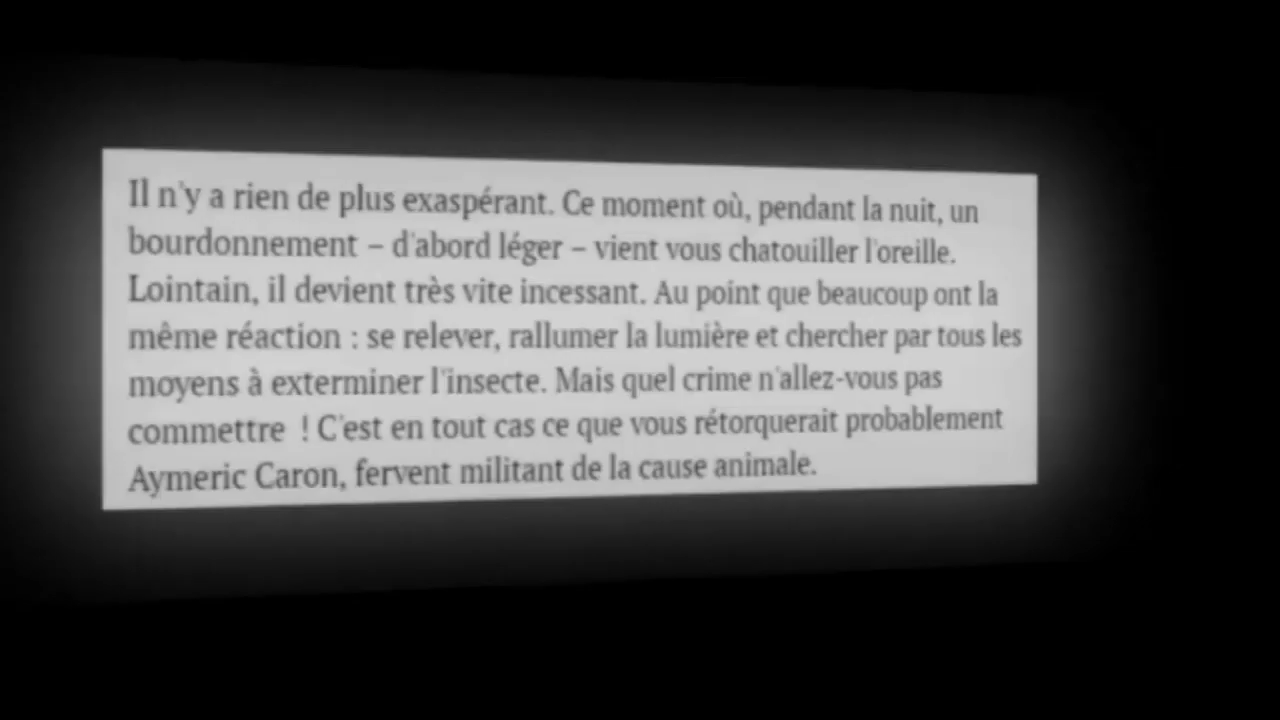 Il n'y a rien de plus exaspérant. Ce moment où, pendant la nuit, un
bourdonnement – d'abord léger – vient vous chatouiller l'oreille.
Lointain, il devient très vite incessant. Au point que beaucoup ont la
même réaction : se relever, rallumer la lumière et chercher par tous les
moyens à exterminer l'insecte. Mais quel crime n'allez-vous pas
commettre ! C'est en tout cas ce que vous rétorquerait probablement
Aymeric Caron, fervent militant de la cause animale.